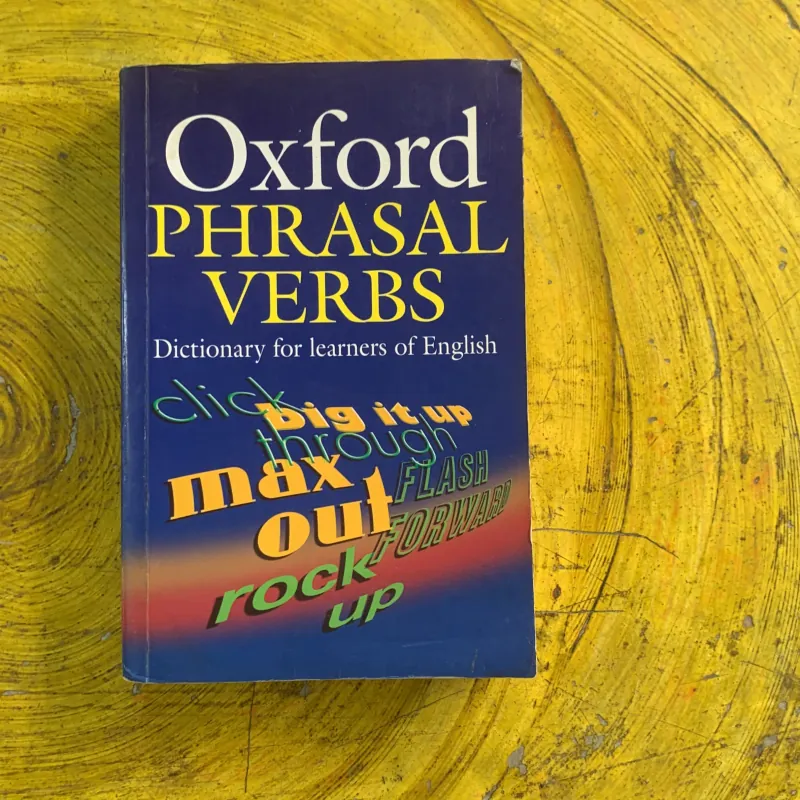 Oxford
PHRASAL
VERBS
Dictionary for learners of English
click
big it up
through
max
FLASH
out
FORWARD
rock
up